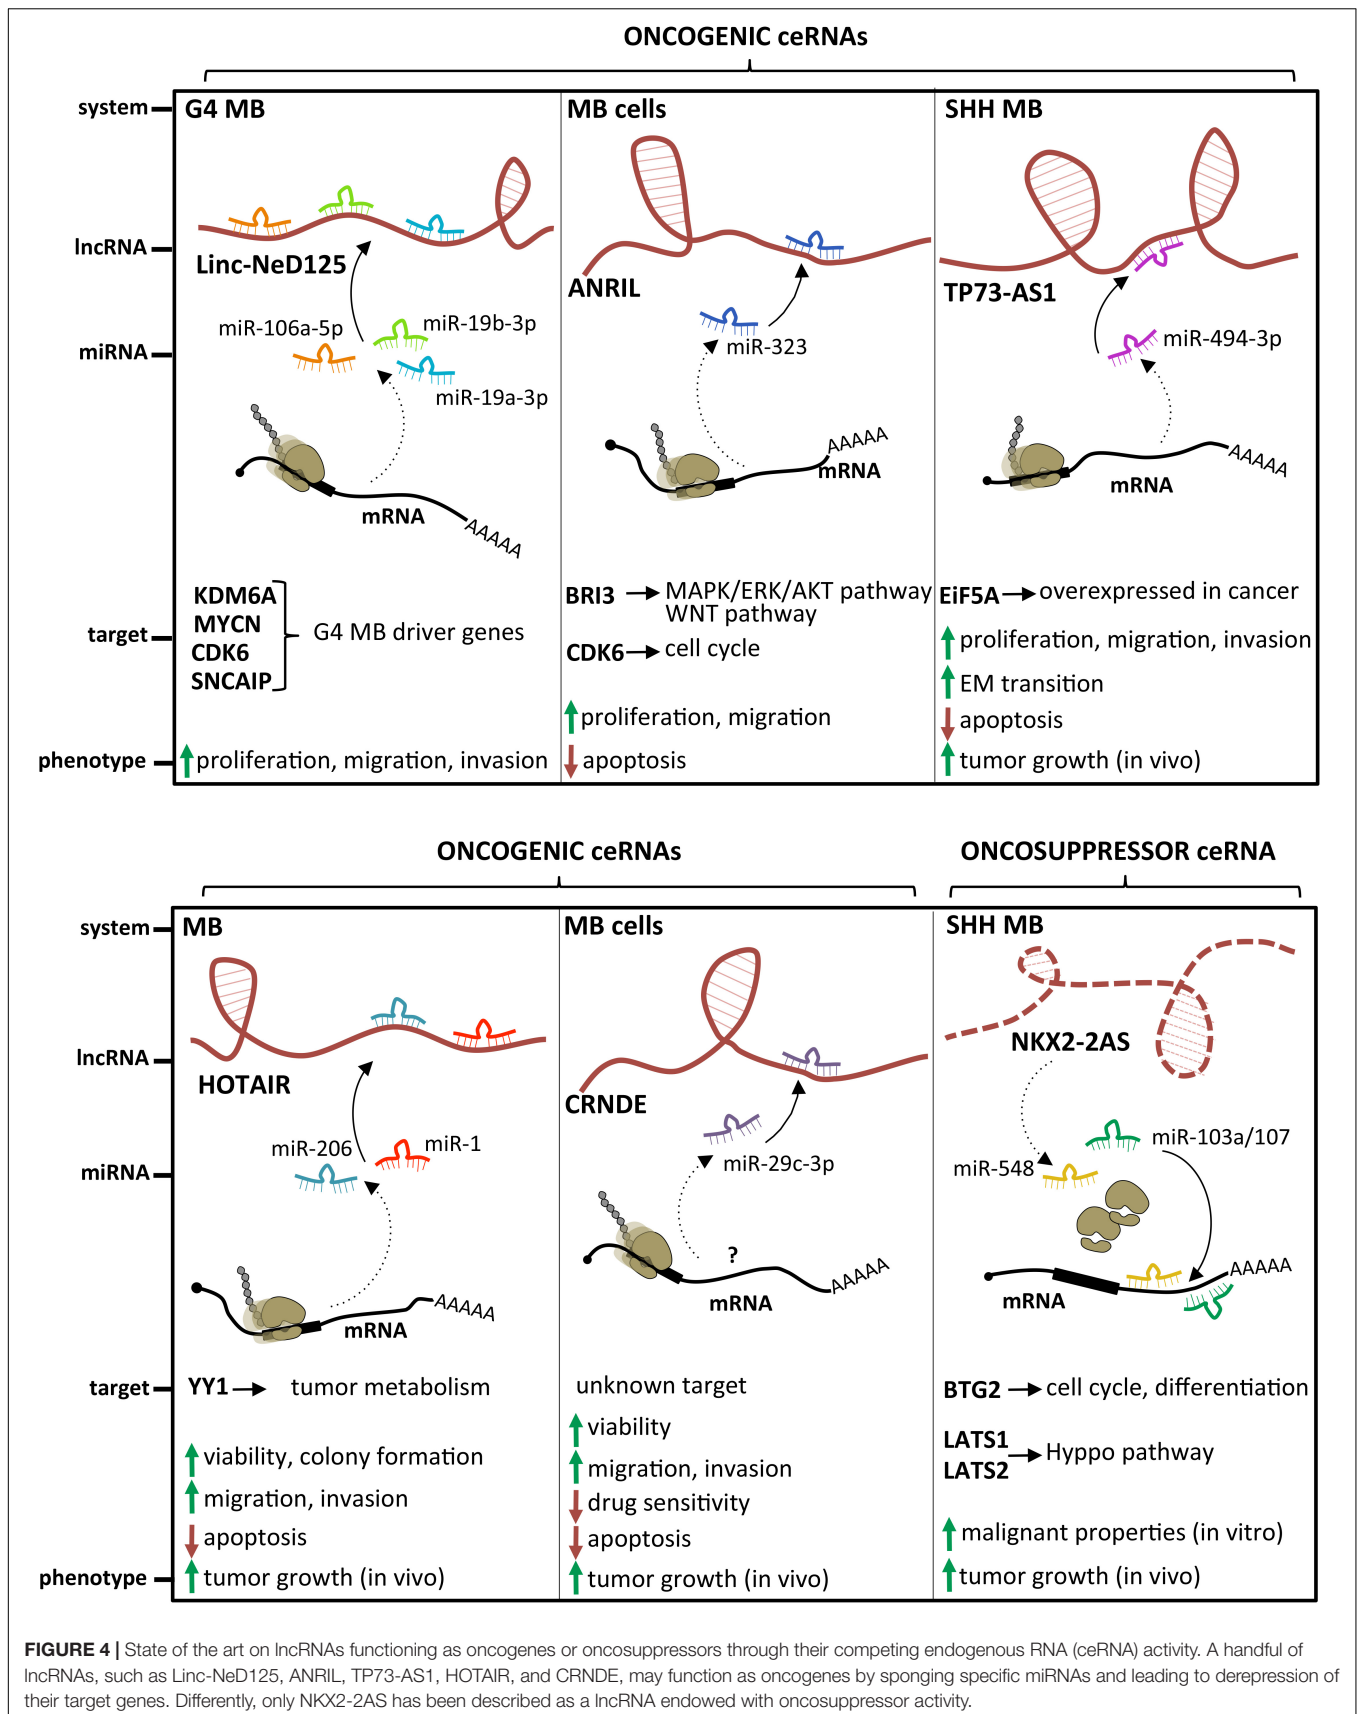 ONCOGENIC ceRNAs
system
G4 MB
MB cells
SHH MB
lncRNA
Linc-NeD125
ANRIL
TP73-AS1
miRNA
miR-106a-5p
miR-19b-3p
miR-19a-3p
miR-323
miR-494-3p
mRNA
AAAAA
mRNA
AAAAA
mRNA
AAAAA
target
KDM6A
MYCN
CDK6
SNCAIP
G4 MB driver genes
BRI3
MAPK/ERK/AKT pathway
WNT pathway
CDK6
cell cycle
EiF5A
overexpressed in cancer
phenotype
proliferation, migration, invasion
proliferation, migration
apoptosis
proliferation, migration, invasion
EM transition
apoptosis
tumor growth (in vivo)
ONCOGENIC ceRNAs
ONCOSUPPRESSOR ceRNA
system
MB
MB cells
SHH MB
lncRNA
HOTAIR
CRNDE
NKX2-2AS
miRNA
miR-206
miR-1
miR-29c-3p
miR-548
miR-103a/107
mRNA
AAAAA
?
mRNA
AAAAA
mRNA
AAAAA
target
YY1
tumor metabolism
unknown target
BTG2
cell cycle, differentiation
LATS1
LATS2
Hyppo pathway
phenotype
viability, colony formation
migration, invasion
apoptosis
tumor growth (in vivo)
viability
migration, invasion
drug sensitivity
apoptosis
tumor growth (in vivo)
malignant properties (in vitro)
tumor growth (in vivo)
FIGURE 4 | State of the art on lncRNAs functioning as oncogenes or oncosuppressors through their competing endogenous RNA (ceRNA) activity. A handful of
lncRNAs, such as Linc-NeD125, ANRIL, TP73-AS1, HOTAIR, and CRNDE, may function as oncogenes by sponging specific miRNAs and leading to derepression of
their target genes. Differently, only NKX2-2AS has been described as a lncRNA endowed with oncosuppressor activity.